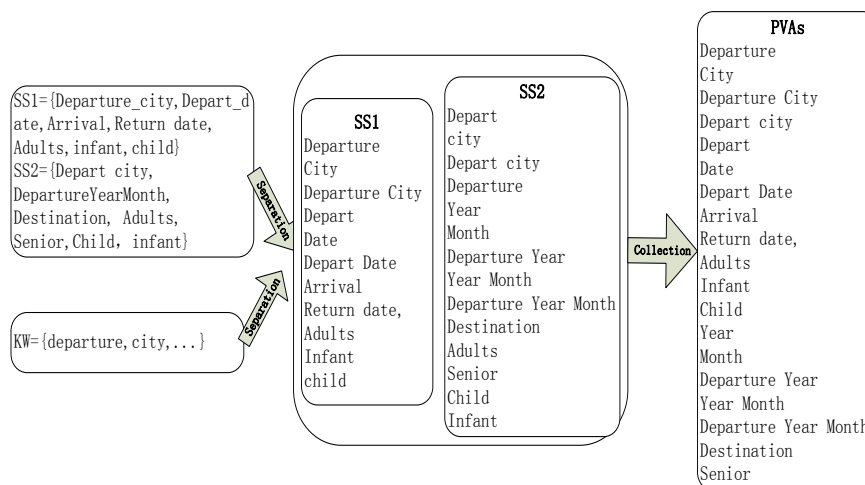 SS1={Departure_city,Depart_d
ate,Arrival,Return date,
Adults,infant,child}
SS2={Depart city,
DepartureYearMonth,
Destination, Adults,
Senior,Child, infant}
KW={departure,city,...}
Separation
Separation
SS1
Departure
City
Departure City
Depart
Date
Depart Date
Arrival
Return date,
Adults
Infant
child
SS2
Depart
city
Depart city
Departure
Year
Month
Departure Year
Year Month
Departure Year Month
Destination
Adults
Senior
Child
Infant
Collection
PVAs
Departure
City
Departure City
Depart city
Depart
Date
Depart Date
Arrival
Return date,
Adults
Infant
Child
Year
Month
Departure Year
Year Month
Departure Year Month
Destination
Senior